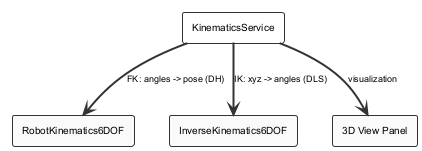 KinematicsService
FK: angles -> pose (DH)
IK: xyz -> angles (DLS)
visualization
RobotKinematics6DOF
InverseKinematics6DOF
3D View Panel